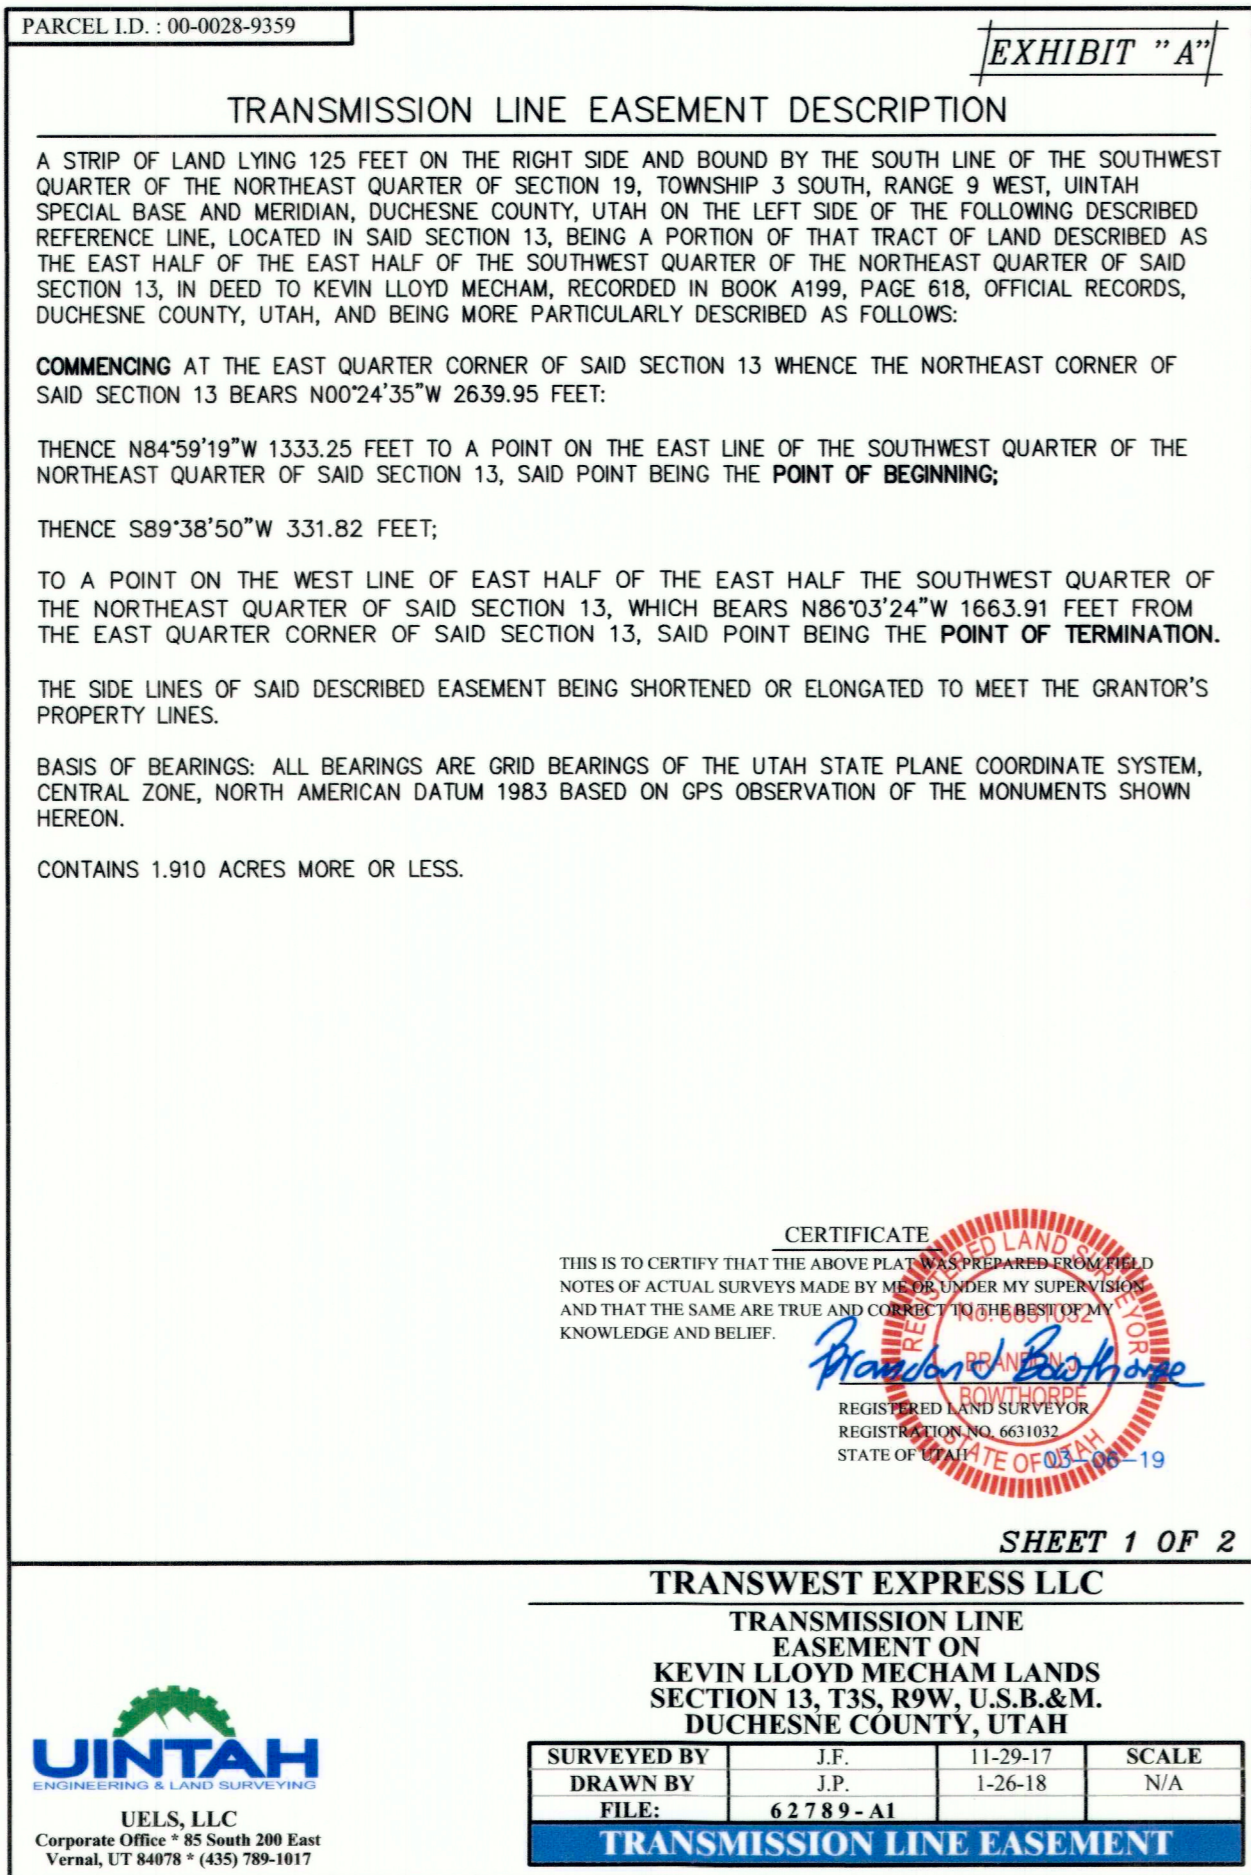 PARCEL I.D. : 00-0028-9359
EXHIBIT "A"
TRANSMISSION LINE EASEMENT DESCRIPTION
A STRIP OF LAND LYING 125 FEET ON THE RIGHT SIDE AND BOUND BY THE SOUTH LINE OF THE SOUTHWEST
QUARTER OF THE NORTHEAST QUARTER OF SECTION 19, TOWNSHIP 3 SOUTH, RANGE 9 WEST, UINTAH
SPECIAL BASE AND MERIDIAN, DUCHESNE COUNTY, UTAH ON THE LEFT SIDE OF THE FOLLOWING DESCRIBED
REFERENCE LINE, LOCATED IN SAID SECTION 13, BEING A PORTION OF THAT TRACT OF LAND DESCRIBED AS
THE EAST HALF OF THE EAST HALF OF THE SOUTHWEST QUARTER OF THE NORTHEAST QUARTER OF SAID
SECTION 13, IN DEED TO KEVIN LLOYD MECHAM, RECORDED IN BOOK A199, PAGE 618, OFFICIAL RECORDS,
DUCHESNE COUNTY, UTAH, AND BEING MORE PARTICULARLY DESCRIBED AS FOLLOWS:
COMMENCING AT THE EAST QUARTER CORNER OF SAID SECTION 13 WHENCE THE NORTHEAST CORNER OF
SAID SECTION 13 BEARS N00°24'35"W 2639.95 FEET:
THENCE N84°59'19"W 1333.25 FEET TO A POINT ON THE EAST LINE OF THE SOUTHWEST QUARTER OF THE
NORTHEAST QUARTER OF SAID SECTION 13, SAID POINT BEING THE POINT OF BEGINNING;
THENCE S89°38'50"W 331.82 FEET;
TO A POINT ON THE WEST LINE OF EAST HALF OF THE EAST HALF THE SOUTHWEST QUARTER OF
THE NORTHEAST QUARTER OF SAID SECTION 13, WHICH BEARS N86°03'24"W 1663.91 FEET FROM
THE EAST QUARTER CORNER OF SAID SECTION 13, SAID POINT BEING THE POINT OF TERMINATION.
THE SIDE LINES OF SAID DESCRIBED EASEMENT BEING SHORTENED OR ELONGATED TO MEET THE GRANTOR'S
PROPERTY LINES.
BASIS OF BEARINGS: ALL BEARINGS ARE GRID BEARINGS OF THE UTAH STATE PLANE COORDINATE SYSTEM,
CENTRAL ZONE, NORTH AMERICAN DATUM 1983 BASED ON GPS OBSERVATION OF THE MONUMENTS SHOWN
HEREON.
CONTAINS 1.910 ACRES MORE OR LESS.
CERTIFICATE
THIS IS TO CERTIFY THAT THE ABOVE PLAT WAS PREPARED FROM FIELD
NOTES OF ACTUAL SURVEYS MADE BY ME OR UNDER MY SUPERVISION
AND THAT THE SAME ARE TRUE AND CORRECT TO THE BEST OF MY
KNOWLEDGE AND BELIEF.
REGISTERED LAND SURVEYOR
No. 6631032
BRANDON J.
BOWTHORPE
STATE OF UTAH
Brandon J Bowthorpe
REGISTERED LAND SURVEYOR
REGISTRATION NO. 6631032
STATE OF UTAH
03-06-19
SHEET 1 OF 2
TRANSWEST EXPRESS LLC
TRANSMISSION LINE
EASEMENT ON
KEVIN LLOYD MECHAM LANDS
SECTION 13, T3S, R9W, U.S.B.&M.
DUCHESNE COUNTY, UTAH
SURVEYED BY J.F. 11-29-17 SCALE
DRAWN BY J.P. 1-26-18 N/A
FILE: 62789-A1
TRANSMISSION LINE EASEMENT
UINTAH
ENGINEERING & LAND SURVEYING
UELS, LLC
Corporate Office * 85 South 200 East
Vernal, UT 84078 * (435) 789-1017